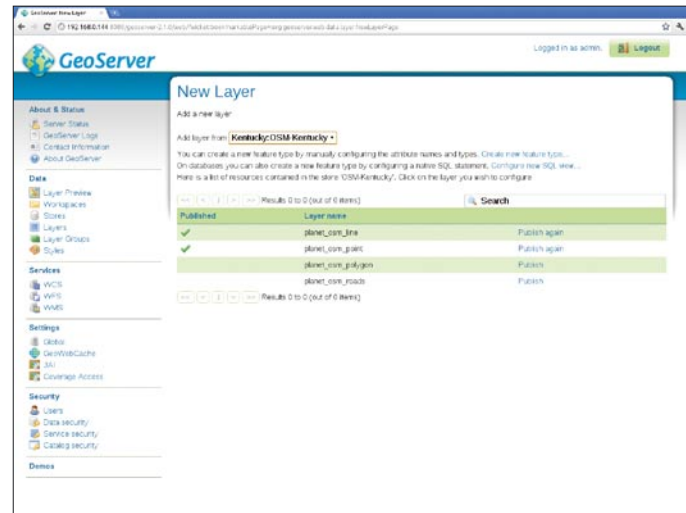 GeoServer New Layer
GeoServer
Logged in as admin.
Logout
New Layer
Add a new layer
Add layer from Kentucky:OSM-Kentucky
You can create a new feature type by manually configuring the attribute names and types. Create new feature type...
On databases you can also create a new feature type by configuring a native SQL statement. Configure new SQL view...
Here is a list of resources contained in the store 'OSM-Kentucky'. Click on the layer you wish to configure
<< < 1 > >> Results 0 to 0 (out of 0 items)
Search
Published Layer name
planet_osm_line Publish again
planet_osm_point Publish again
planet_osm_polygon Publish
planet_osm_roads Publish
<< < 1 > >> Results 0 to 0 (out of 0 items)
About & Status
Server Status
GeoServer Logs
Contact Information
About GeoServer
Data
Layer Preview
Workspaces
Stores
Layers
Layer Groups
Styles
Services
WCS
WFS
WMS
Settings
Global
GeoWebCache
JAI
Coverage Access
Security
Users
Data security
Service security
Catalog security
Demos